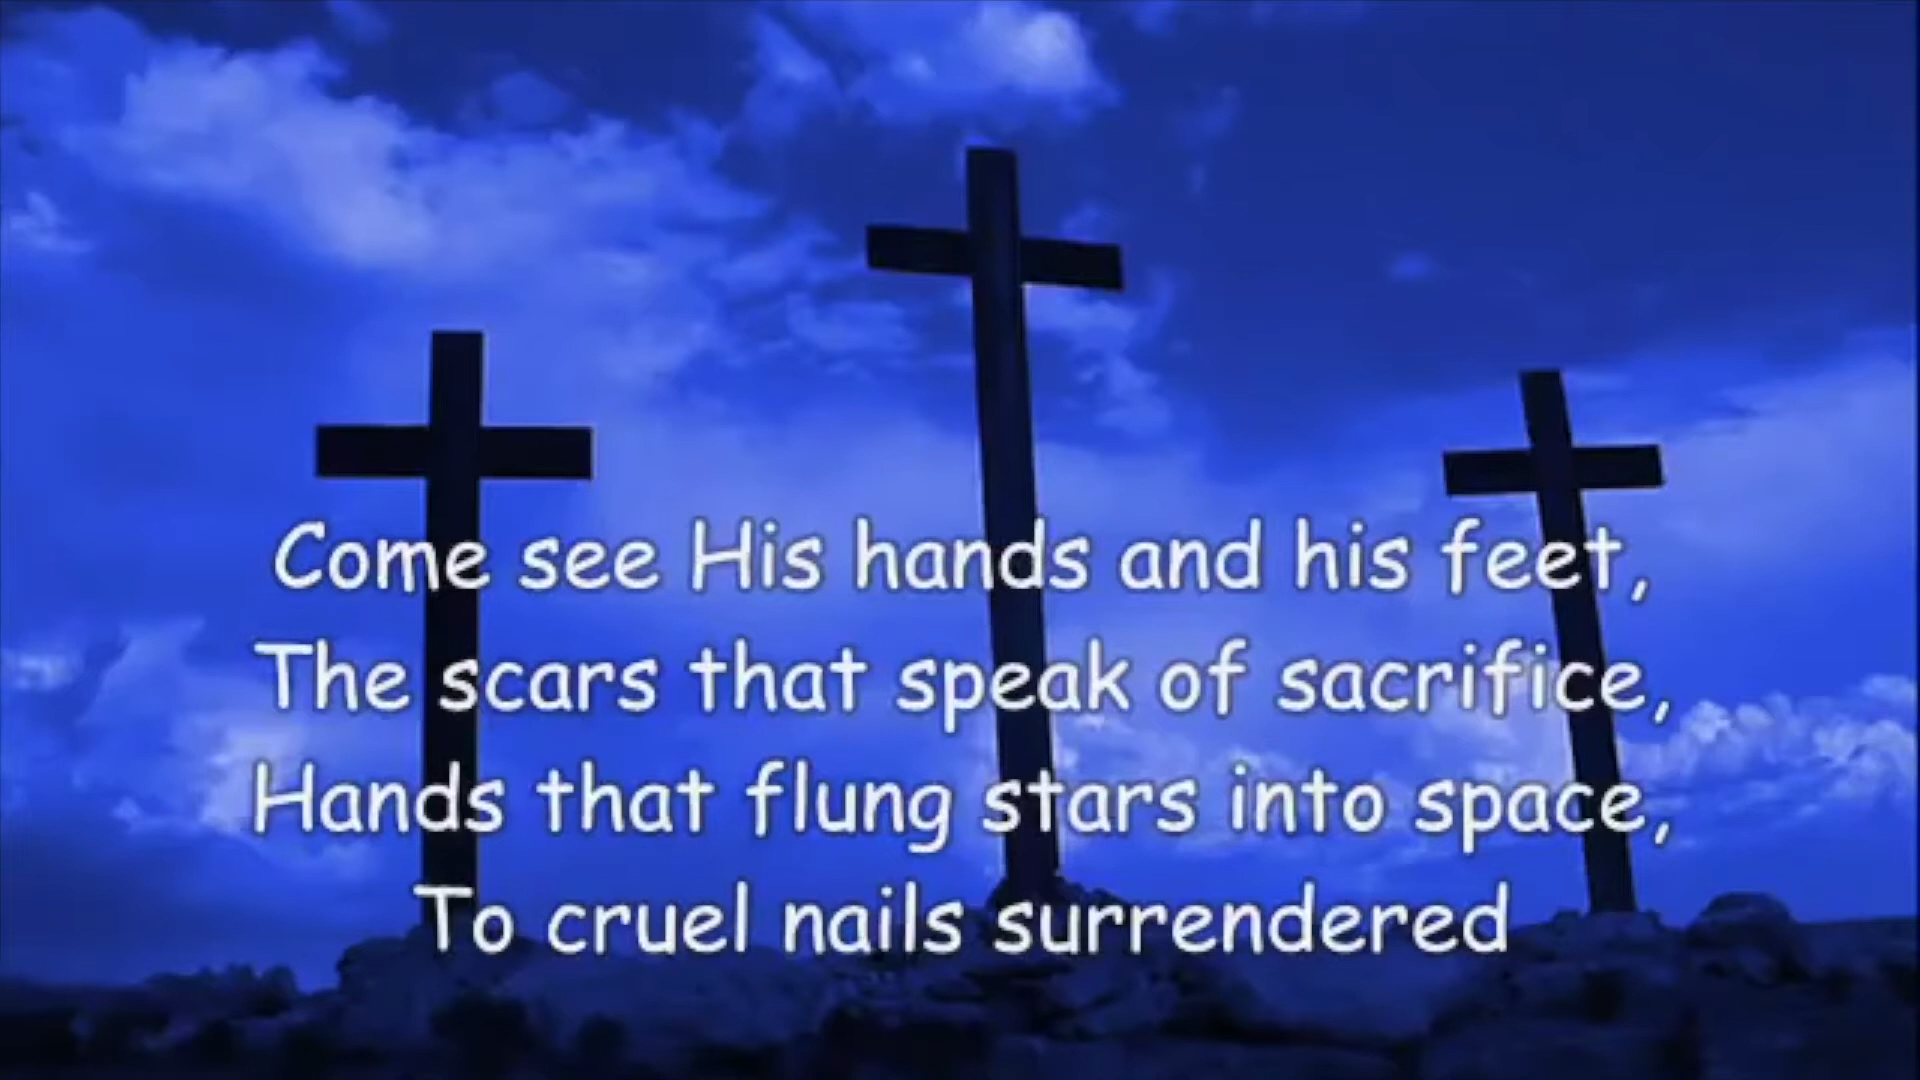 Come see His hands and his feet,
The scars that speak of sacrifice,
Hands that flung stars into space,
To cruel nails surrendered